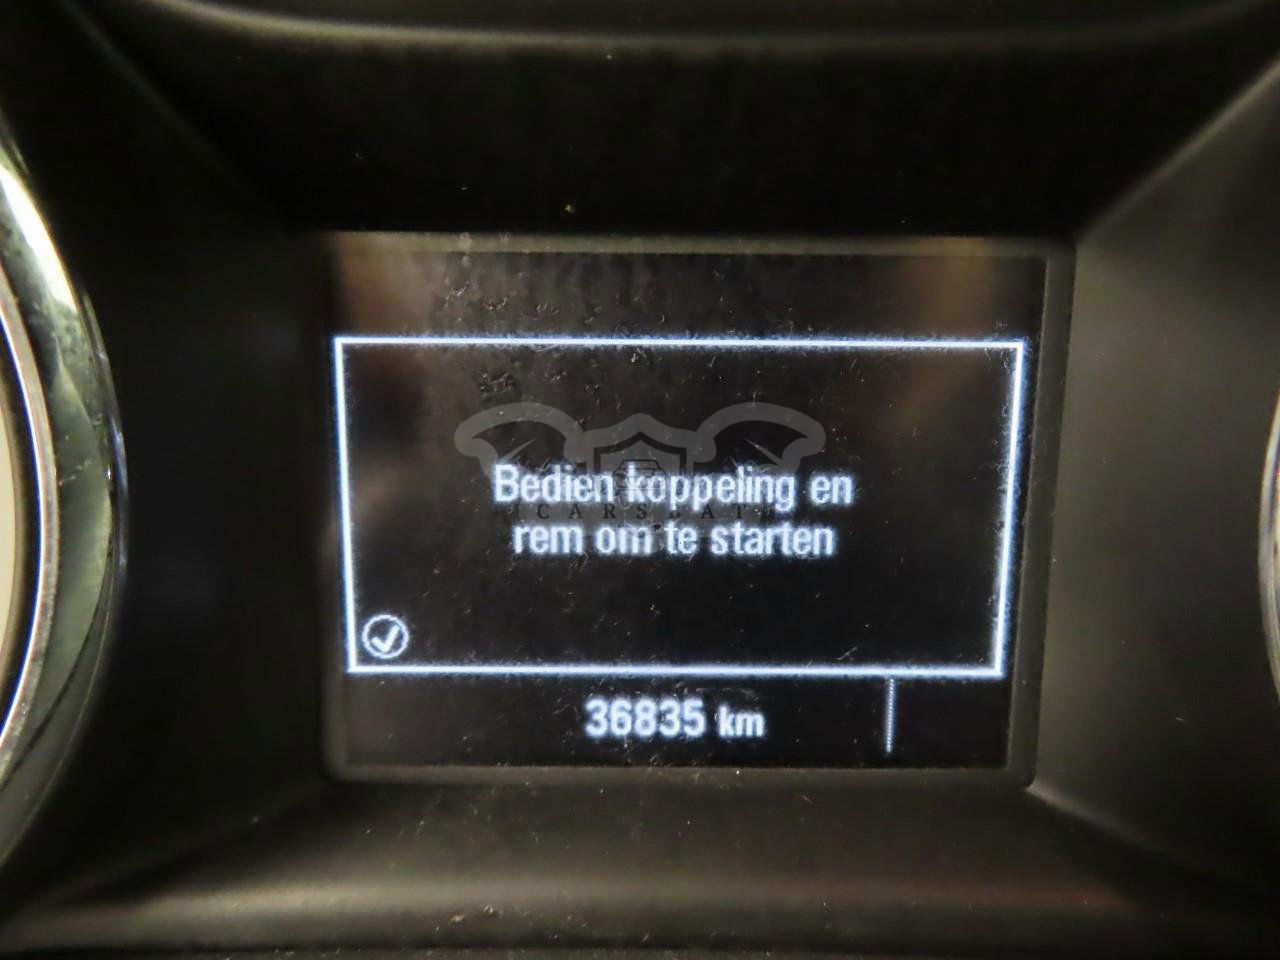 Bedien koppeling en
rem om te starten
36835 km